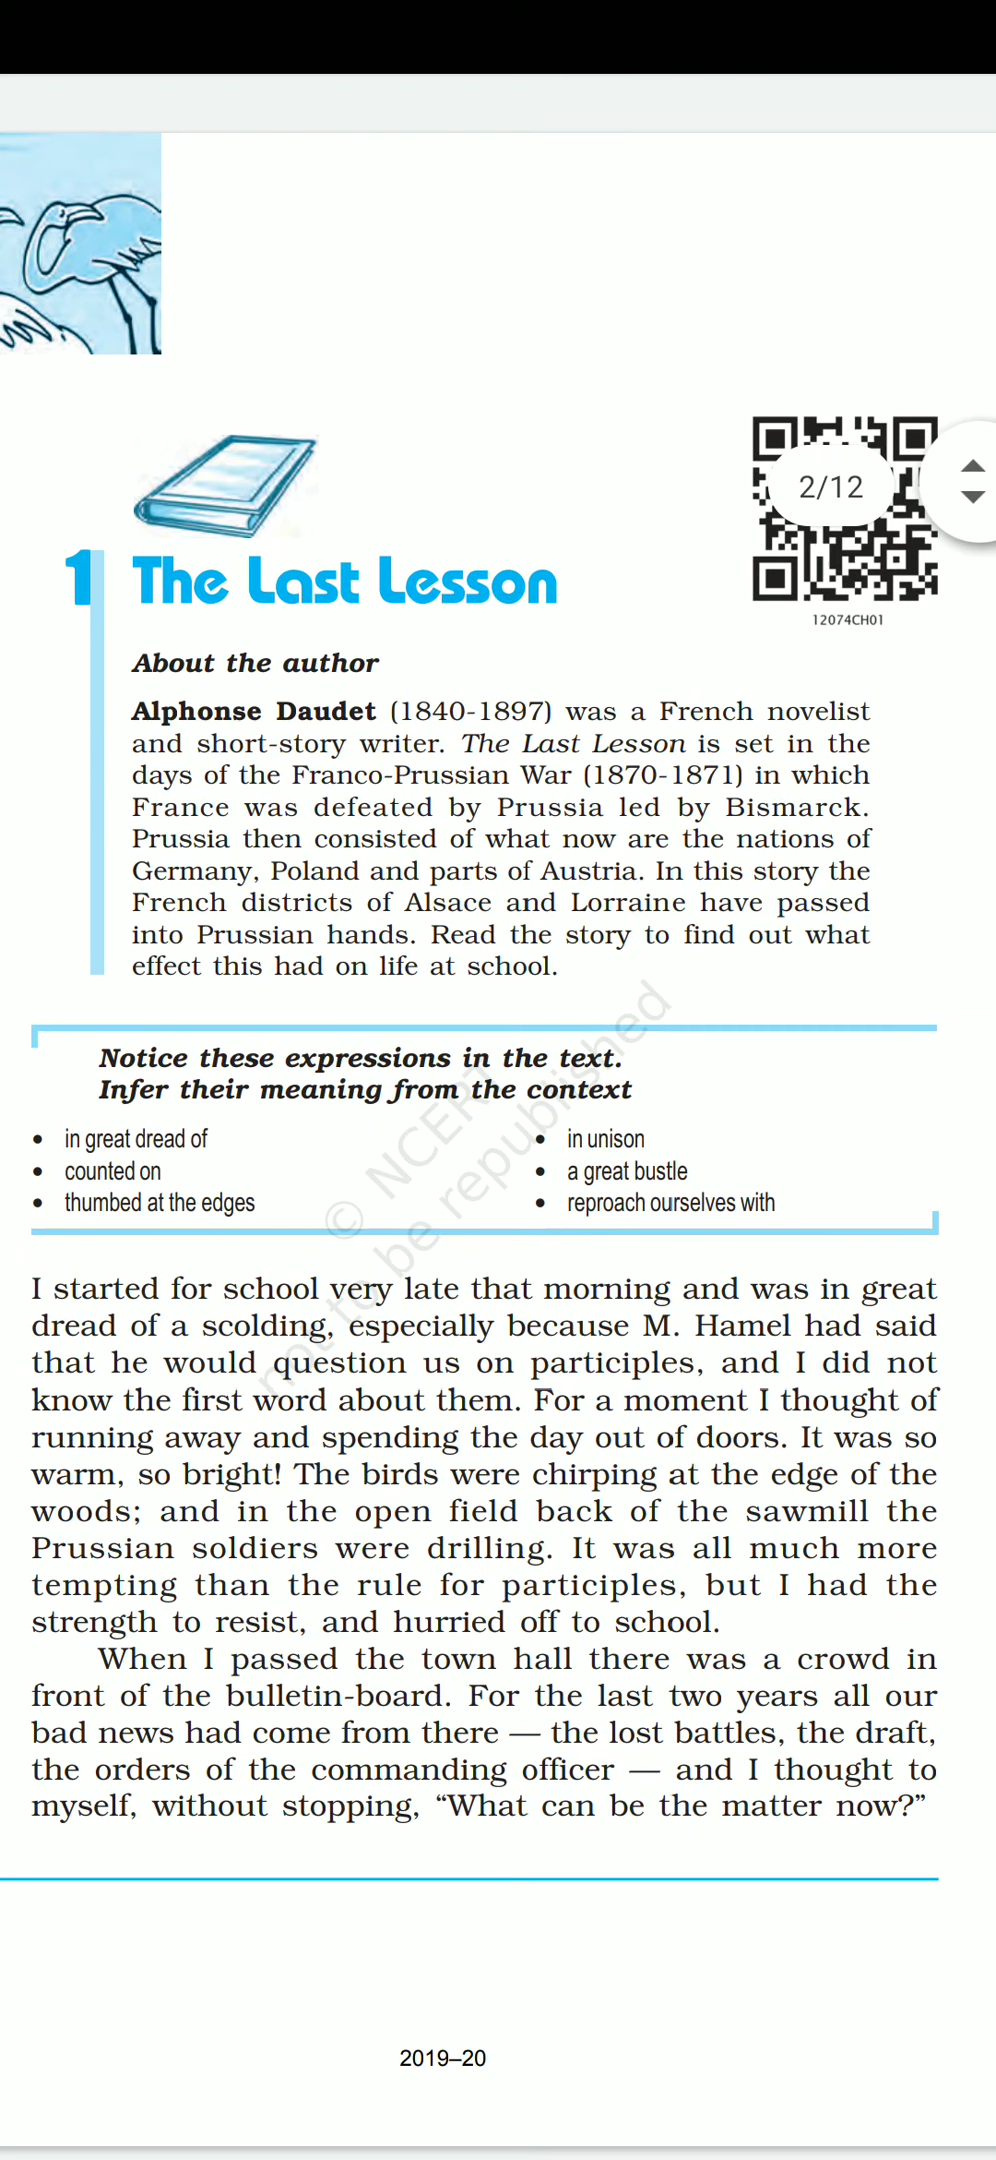 2/12
12074CH01
1 The Last Lesson
About the author
Alphonse Daudet (1840-1897) was a French novelist
and short-story writer. The Last Lesson is set in the
days of the Franco-Prussian War (1870-1871) in which
France was defeated by Prussia led by Bismarck.
Prussia then consisted of what now are the nations of
Germany, Poland and parts of Austria. In this story the
French districts of Alsace and Lorraine have passed
into Prussian hands. Read the story to find out what
effect this had on life at school.
Notice these expressions in the text.
Infer their meaning from the context
• in great dread of
• counted on
• thumbed at the edges
• in unison
• a great bustle
• reproach ourselves with
© NCERT
not to be republished
I started for school very late that morning and was in great
dread of a scolding, especially because M. Hamel had said
that he would question us on participles, and I did not
know the first word about them. For a moment I thought of
running away and spending the day out of doors. It was so
warm, so bright! The birds were chirping at the edge of the
woods; and in the open field back of the sawmill the
Prussian soldiers were drilling. It was all much more
tempting than the rule for participles, but I had the
strength to resist, and hurried off to school.
When I passed the town hall there was a crowd in
front of the bulletin-board. For the last two years all our
bad news had come from there — the lost battles, the draft,
the orders of the commanding officer — and I thought to
myself, without stopping, “What can be the matter now?”
2019–20